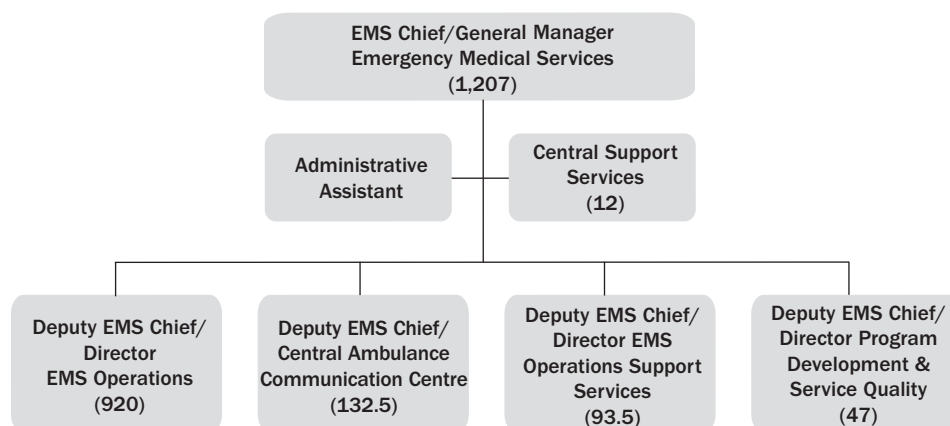 EMS Chief/General Manager
Emergency Medical Services
(1,207)
Administrative
Assistant
Central Support
Services
(12)
Deputy EMS Chief/
Director
EMS Operations
(920)
Deputy EMS Chief/
Central Ambulance
Communication Centre
(132.5)
Deputy EMS Chief/
Director EMS
Operations Support
Services
(93.5)
Deputy EMS Chief/
Director Program
Development &
Service Quality
(47)